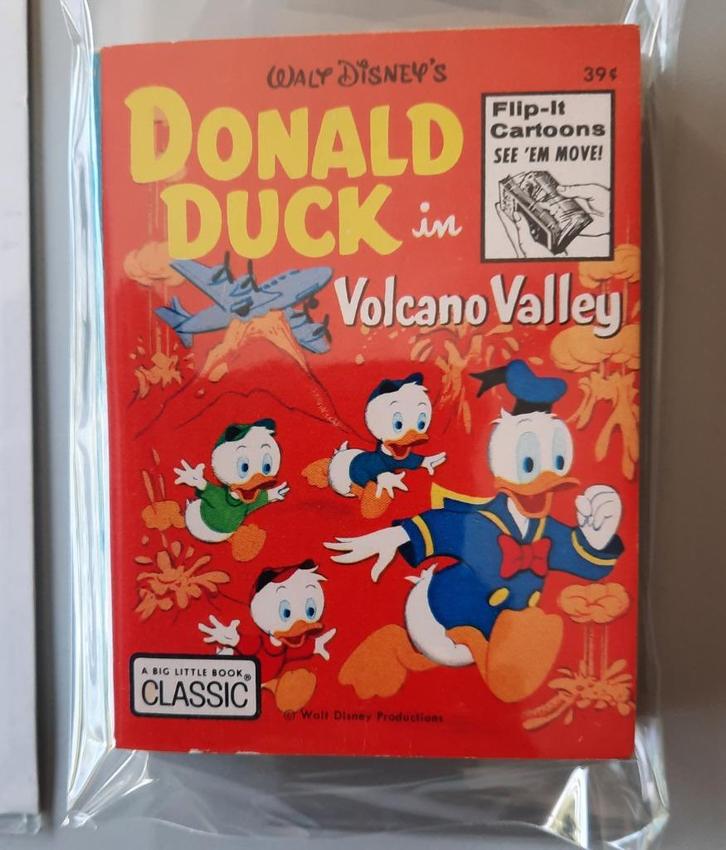 WALT DISNEY'S
39¢
DONALD
DUCK in
Volcano Valley
Flip-It
Cartoons
SEE 'EM MOVE!
A BIG LITTLE BOOK®
CLASSIC
© Walt Disney Productions